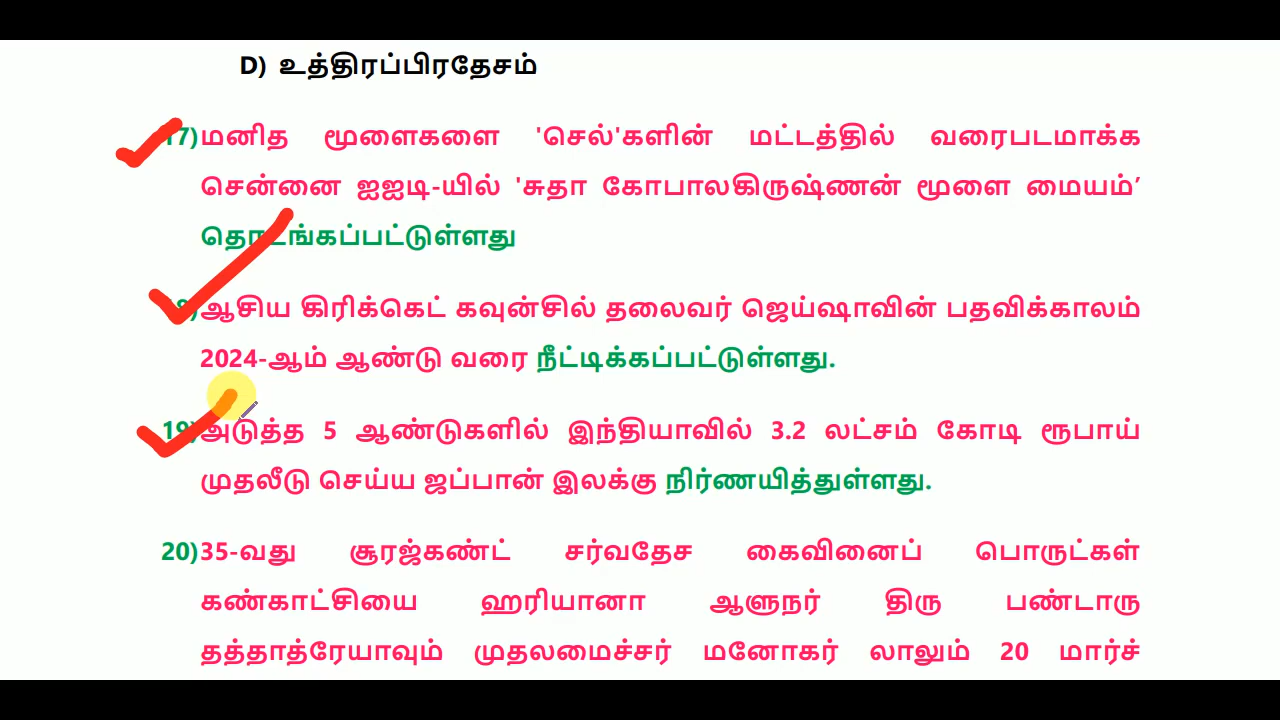 D) உத்திரப்பிரதேசம்
17) மனித மூளைகளை 'செல்'களின் மட்டத்தில் வரைபடமாக்க
சென்னை ஐஐடி-யில் 'சுதா கோபாலகிருஷ்ணன் மூளை மையம்’
தொடங்கப்பட்டுள்ளது
ஆசிய கிரிக்கெட் கவுன்சில் தலைவர் ஜெய்ஷாவின் பதவிக்காலம்
2024-ஆம் ஆண்டு வரை நீட்டிக்கப்பட்டுள்ளது.
19) அடுத்த 5 ஆண்டுகளில் இந்தியாவில் 3.2 லட்சம் கோடி ரூபாய்
முதலீடு செய்ய ஜப்பான் இலக்கு நிர்ணயித்துள்ளது.
20) 35-வது சூரஜ்கண்ட் சர்வதேச கைவினைப் பொருட்கள்
கண்காட்சியை ஹரியானா ஆளுநர் திரு பண்டாரு
தத்தாத்ரேயாவும் முதலமைச்சர் மனோகர் லாலும் 20 மார்ச்